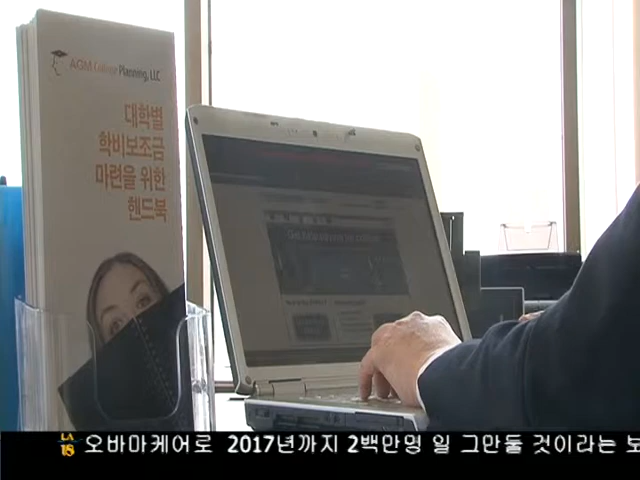 AGM College Planning, LLC
대학별
학비보조금
마련을 위한
핸드북
LA
18
오바마케어로 2017년까지 2백만명 일 그만둘 것이라는 보